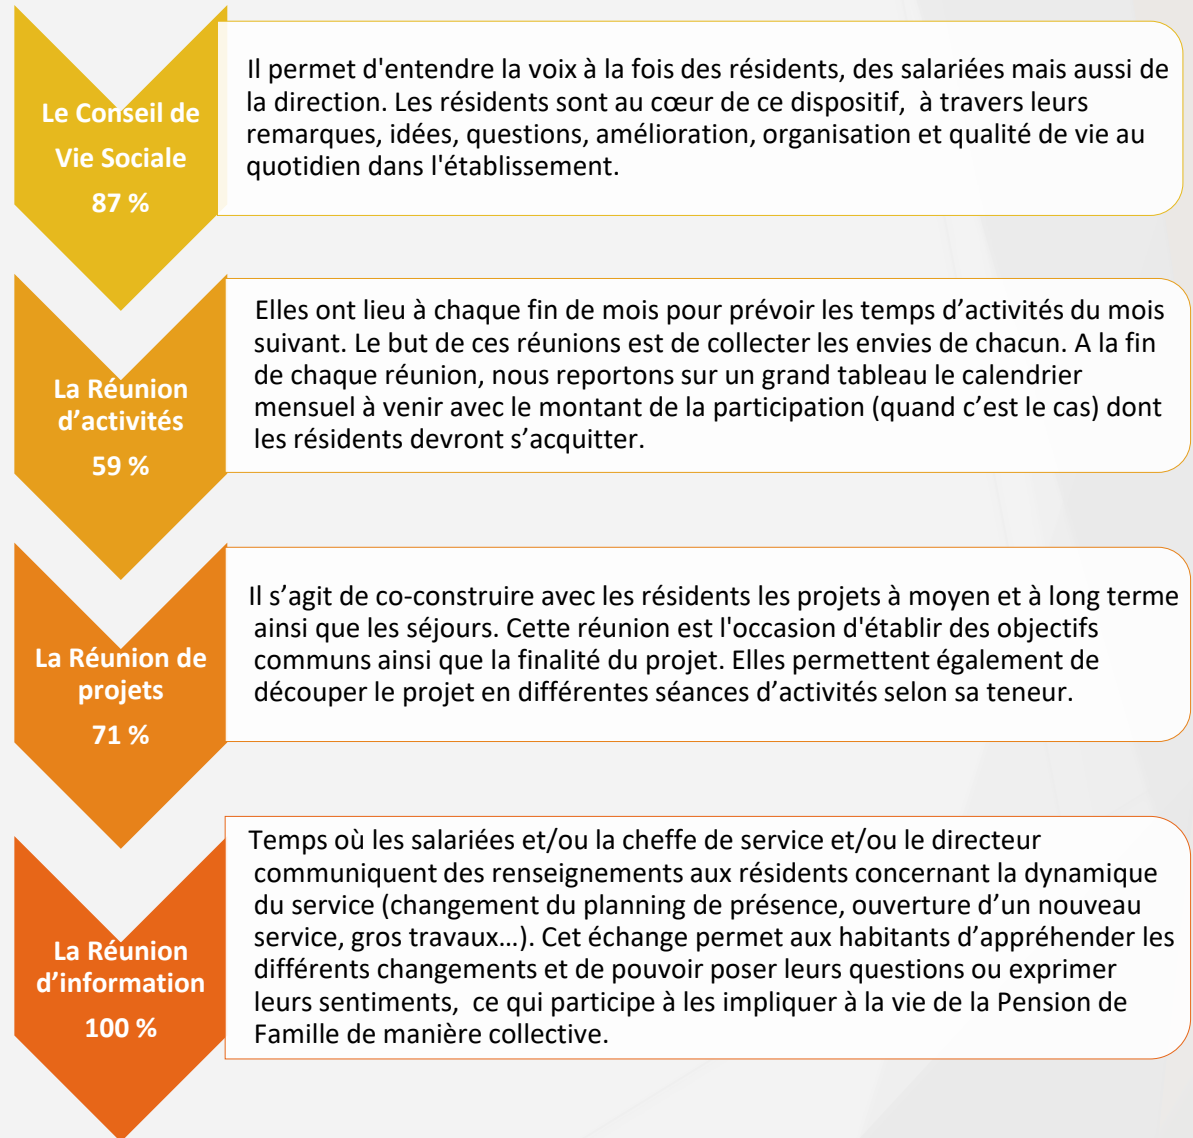 Le Conseil de
Vie Sociale
87 %
Il permet d'entendre la voix à la fois des résidents, des salariées mais aussi de
la direction. Les résidents sont au cœur de ce dispositif,  à travers leurs
remarques, idées, questions, amélioration, organisation et qualité de vie au
quotidien dans l'établissement.
La Réunion
d’activités
59 %
Elles ont lieu à chaque fin de mois pour prévoir les temps d’activités du mois
suivant. Le but de ces réunions est de collecter les envies de chacun. A la fin
de chaque réunion, nous reportons sur un grand tableau le calendrier
mensuel à venir avec le montant de la participation (quand c’est le cas) dont
les résidents devront s’acquitter.
La Réunion de
projets
71 %
Il s’agit de co-construire avec les résidents les projets à moyen et à long terme
ainsi que les séjours. Cette réunion est l'occasion d'établir des objectifs
communs ainsi que la finalité du projet. Elles permettent également de
découper le projet en différentes séances d’activités selon sa teneur.
La Réunion
d’information
100 %
Temps où les salariées et/ou la cheffe de service et/ou le directeur
communiquent des renseignements aux résidents concernant la dynamique
du service (changement du planning de présence, ouverture d’un nouveau
service, gros travaux…). Cet échange permet aux habitants d’appréhender les
différents changements et de pouvoir poser leurs questions ou exprimer
leurs sentiments,  ce qui participe à les impliquer à la vie de la Pension de
Famille de manière collective.